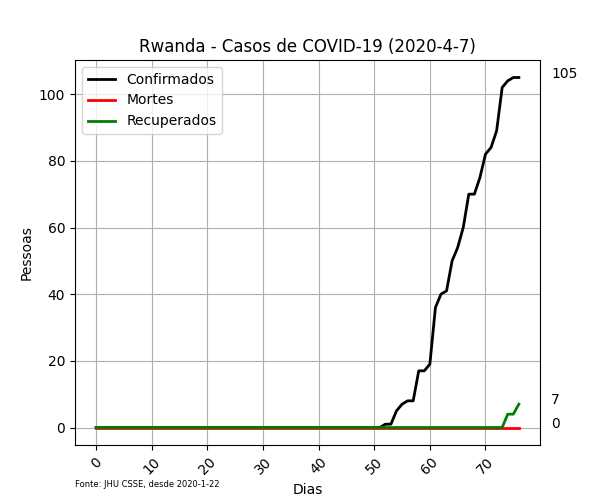 Rwanda - Casos de COVID-19 (2020-4-7)
Confirmados
Mortes
Recuperados
105
7
0
100
80
60
40
20
0
Pessoas
0 10 20 30 40 50 60 70
Dias
Fonte: JHU CSSE, desde 2020-1-22